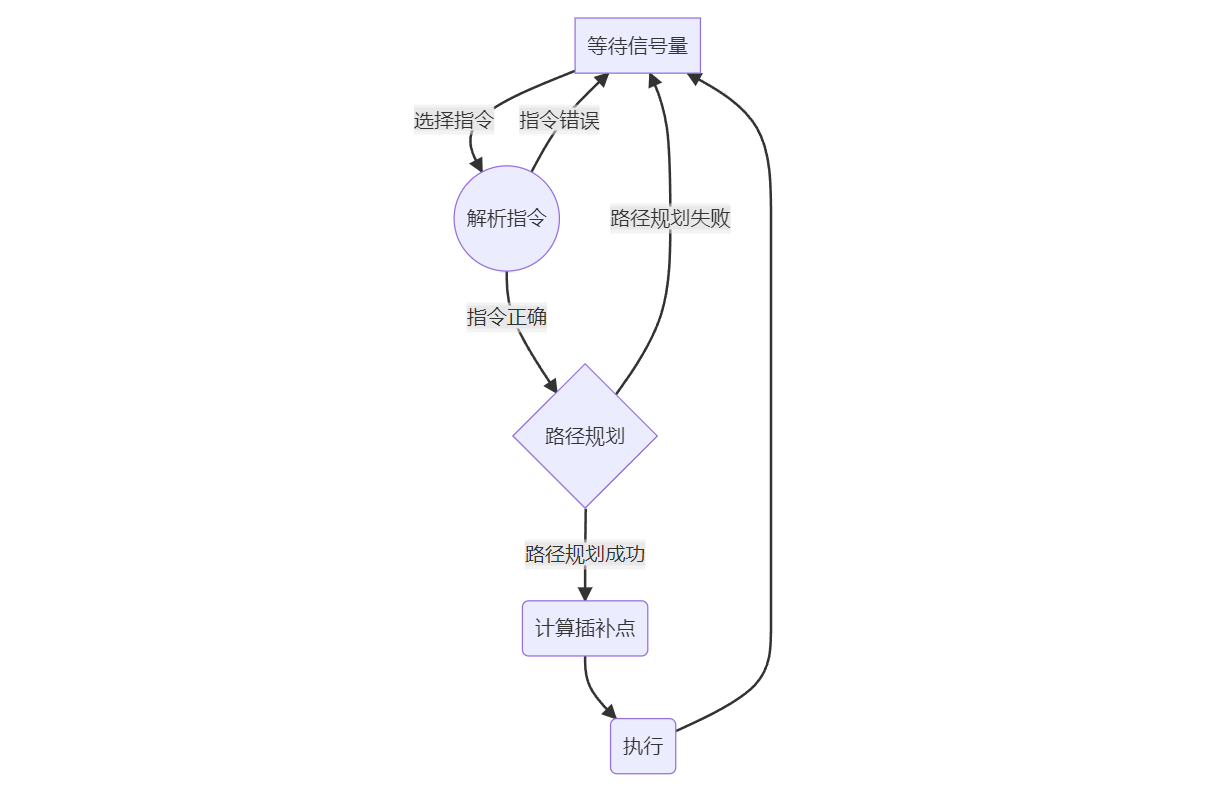 等待信号量
选择指令
指令错误
解析指令
路径规划失败
指令正确
路径规划
路径规划成功
计算插补点
执行